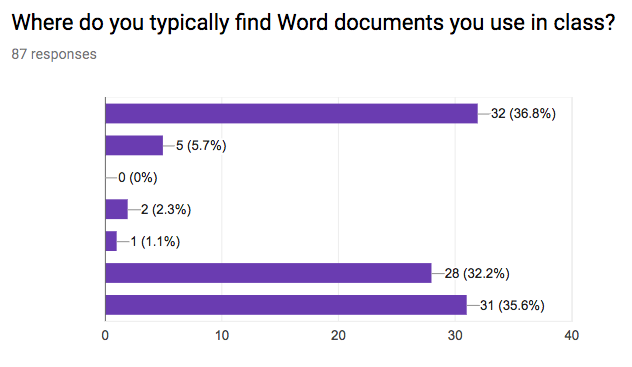 Where do you typically find Word documents you use in class?
87 responses
32 (36.8%)
5 (5.7%)
0 (0%)
2 (2.3%)
1 (1.1%)
28 (32.2%)
31 (35.6%)
0 10 20 30 40